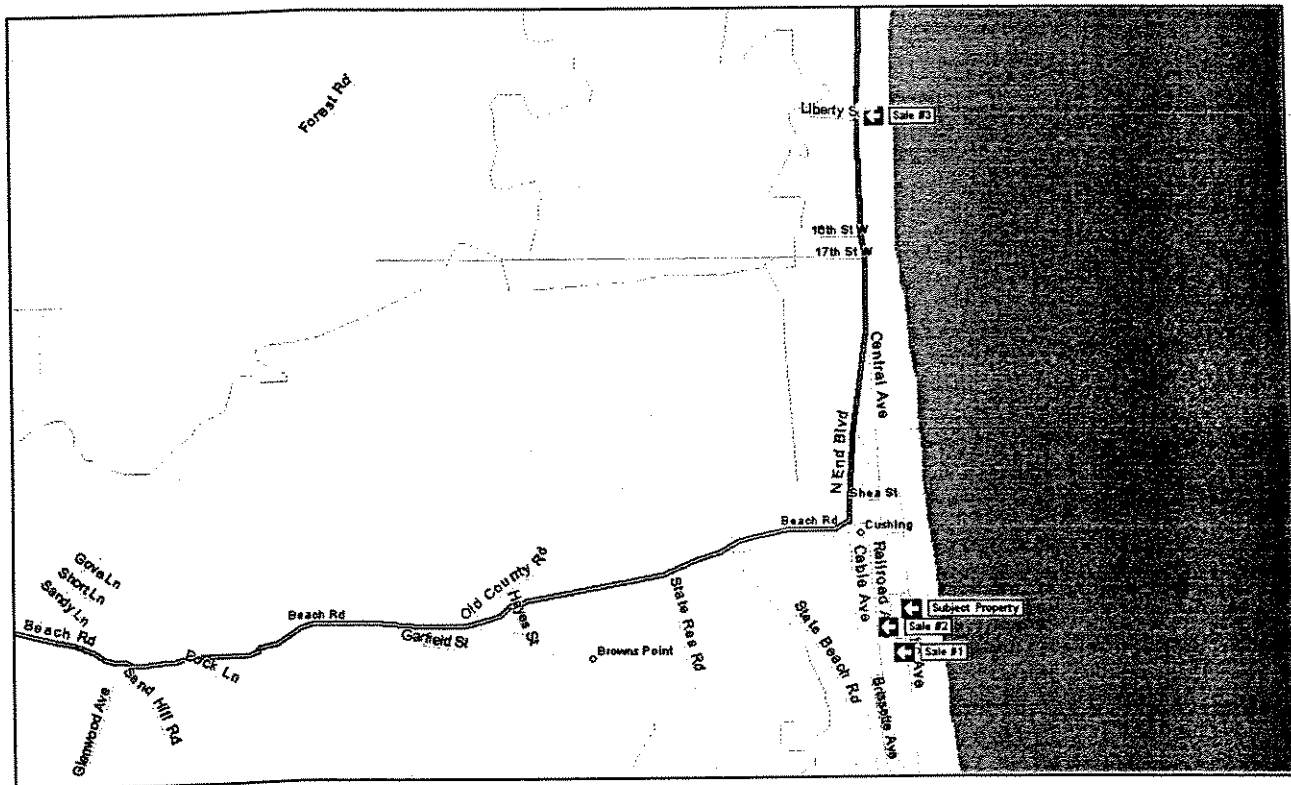 Forest Rd
Liberty S
Sale #3
16th St W
17th St W
Central Ave
N End Blvd
Shea St
Beach Rd
Cushing
Gove Ln
Short Ln
Sandy Ln
Beach Rd
Dock Ln
Sand Hill Rd
Glenwood Ave
Beach Rd
Garfield St
Old County Rd
Hayes St
Browns Point
State Res Rd
State Beach Rd
Cable Ave
Railroad A
Subject Property
Sale #2
Sale #1
Ave
Brissette Ave